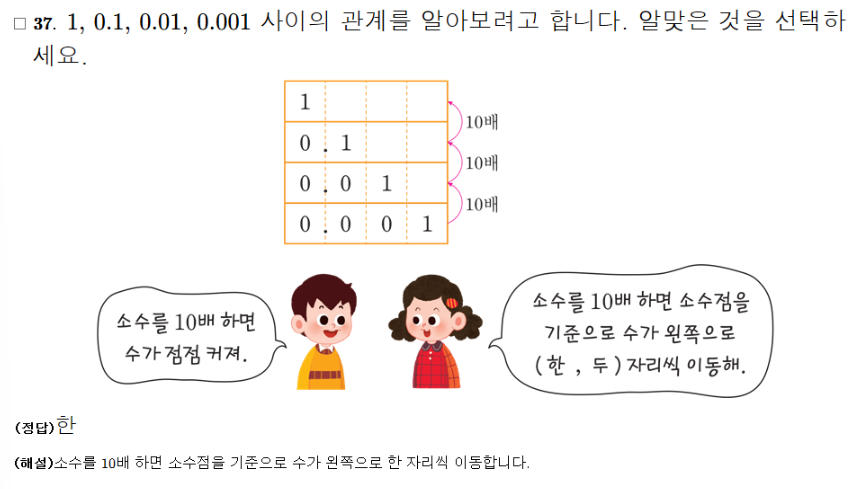 □ 37. 1, 0.1, 0.01, 0.001 사이의 관계를 알아보려고 합니다. 알맞은 것을 선택하
세요.
1
10배
0 . 1
10배
0 . 0 1
10배
0 . 0 0 1
소수를 10배 하면
수가 점점 커져.
소수를 10배 하면 소수점을
기준으로 수가 왼쪽으로
( 한 , 두 ) 자리씩 이동해.
(정답)한
(해설)소수를 10배 하면 소수점을 기준으로 수가 왼쪽으로 한 자리씩 이동합니다.